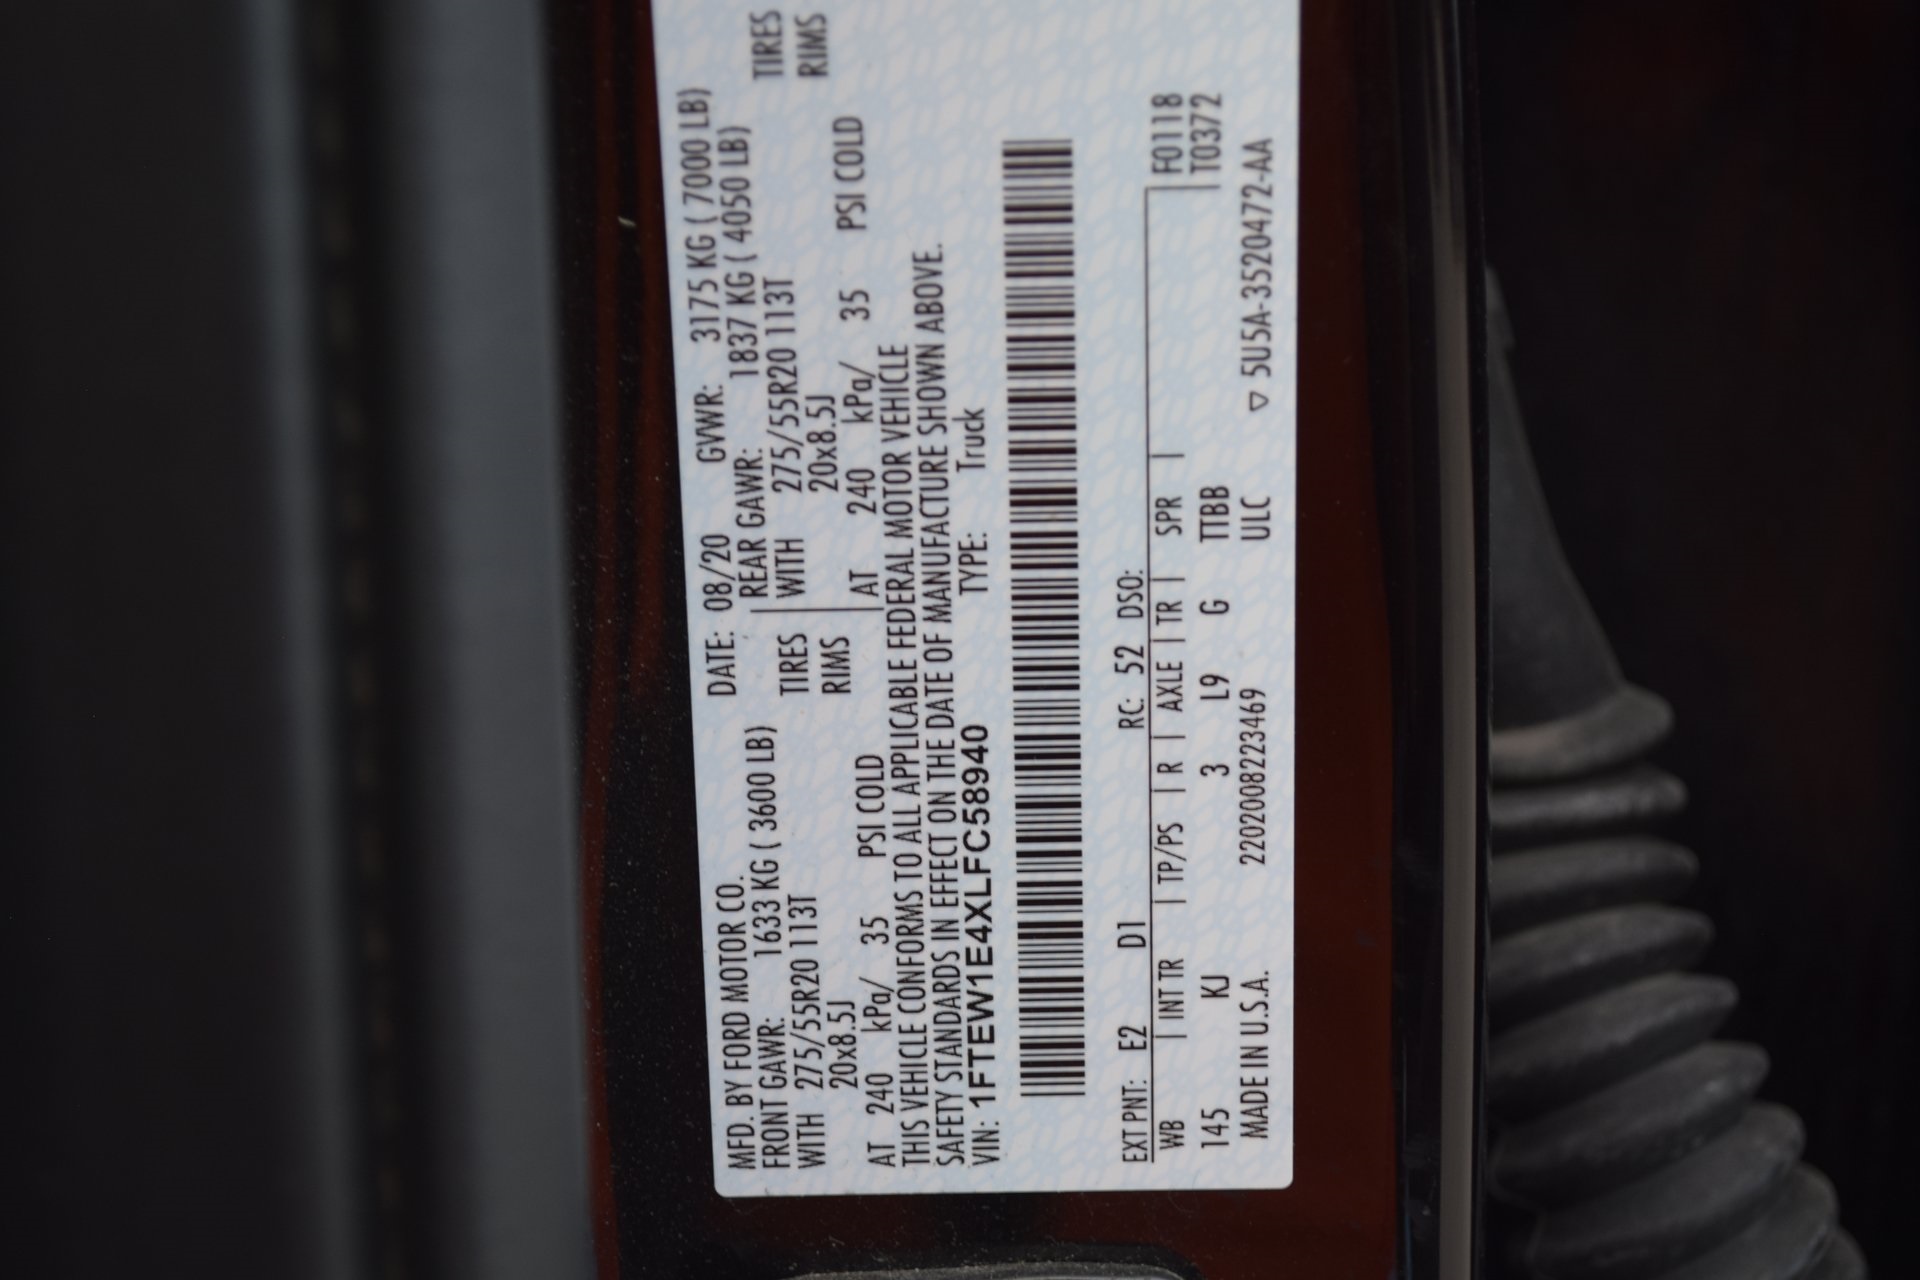 MFD. BY FORD MOTOR CO. DATE: 08/20 GVWR: 3175 KG ( 7000 LB)
FRONT GAWR: 1633 KG ( 3600 LB) REAR GAWR: 1837 KG ( 4050 LB)
WITH 275/55R20 113T TIRES WITH 275/55R20 113T TIRES
20x8.5J RIMS 20x8.5J RIMS
AT 240 kPa/ 35 PSI COLD AT 240 kPa/ 35 PSI COLD
THIS VEHICLE CONFORMS TO ALL APPLICABLE FEDERAL MOTOR VEHICLE
SAFETY STANDARDS IN EFFECT ON THE DATE OF MANUFACTURE SHOWN ABOVE.
VIN: 1FTEW1E4XLFC58940 TYPE: Truck
EXT PNT: E2 D1 RC: 52 DSO: F0118
WB | INT TR | TP/PS | R | AXLE | TR | SPR | T0372
145 KJ 3 L9 G TTBB
MADE IN U.S.A. 22020082​23469 ULC ▽ 5U5A-3520472-AA